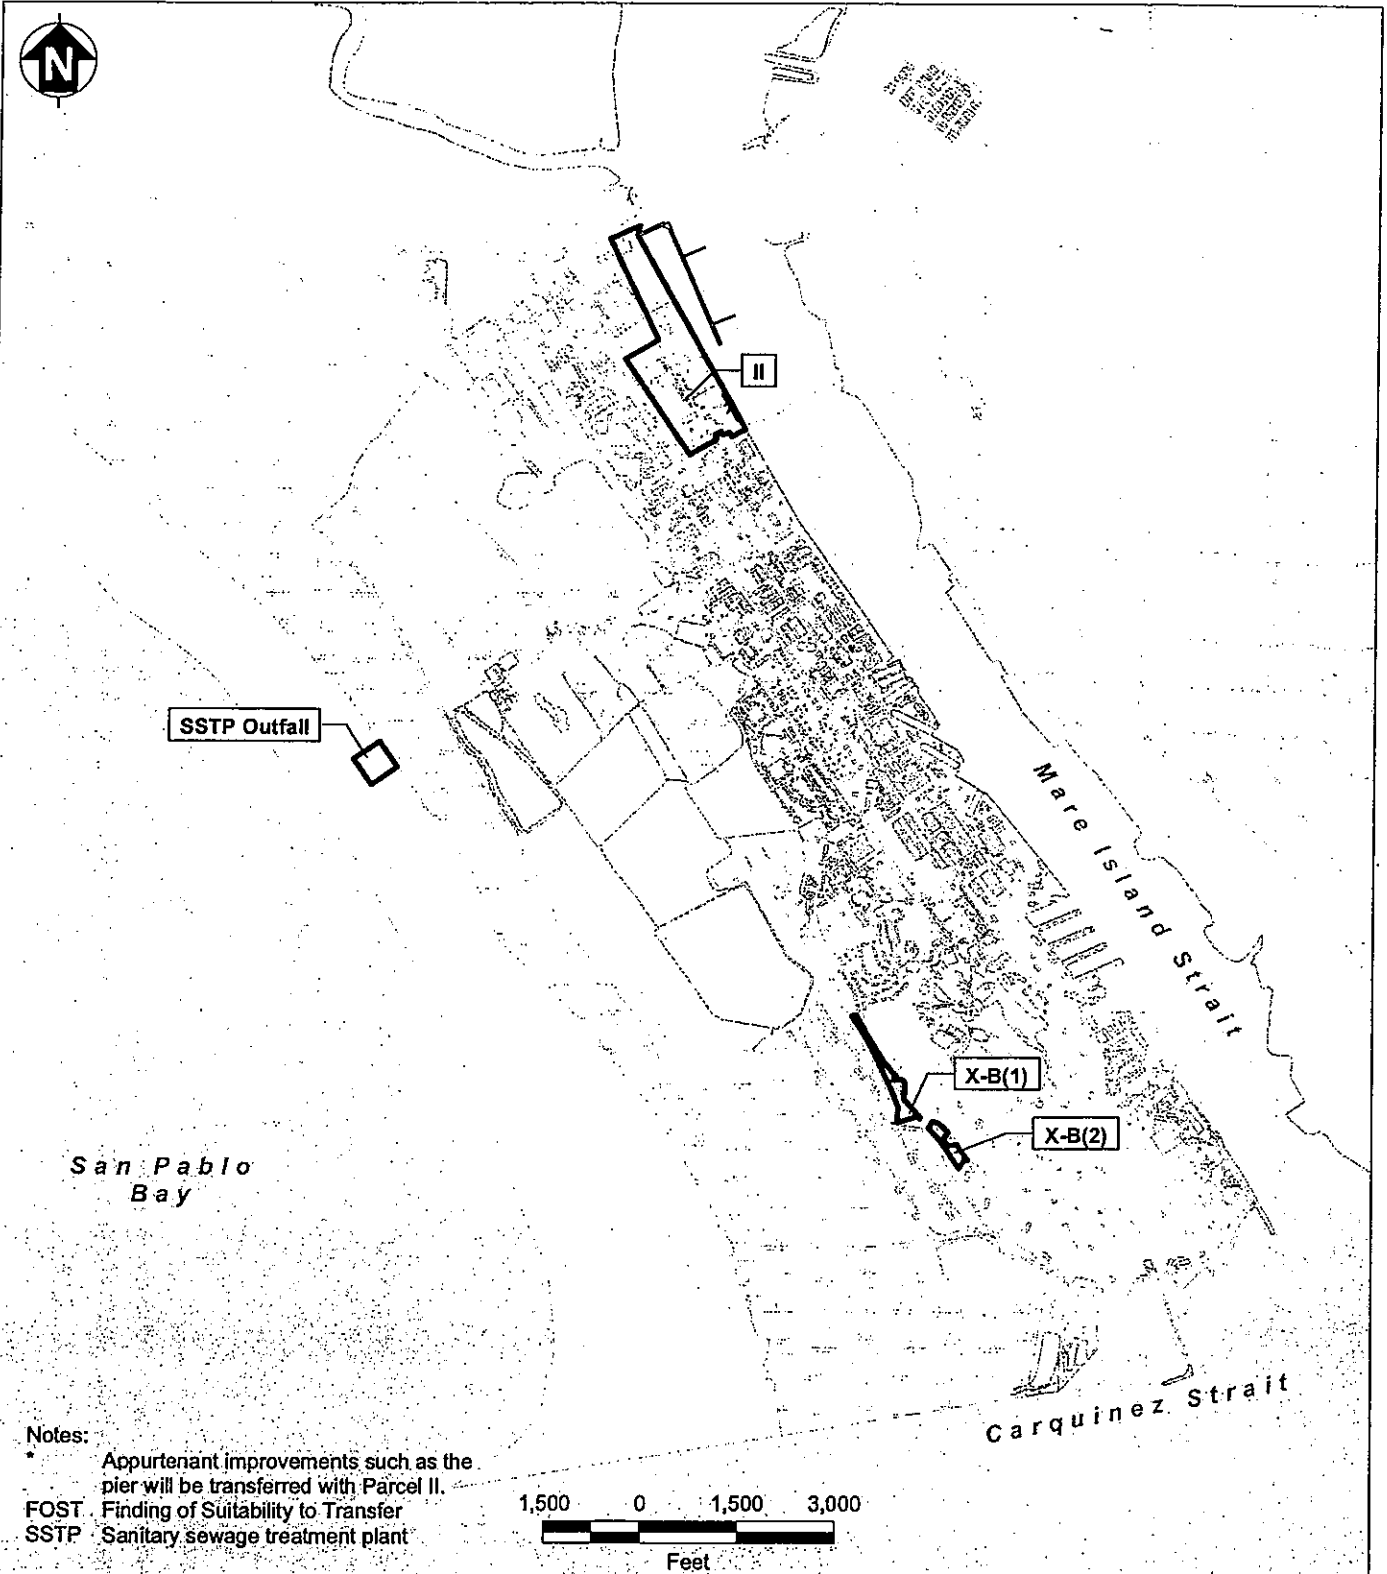 N
II
SSTP Outfall
Mare Island Strait
X-B(1)
X-B(2)
San Pablo
Bay
Carquinez Strait
Notes:
* Appurtenant improvements such as the
pier will be transferred with Parcel II.
FOST Finding of Suitability to Transfer
SSTP Sanitary sewage treatment plant
1,500 0 1,500 3,000
Feet